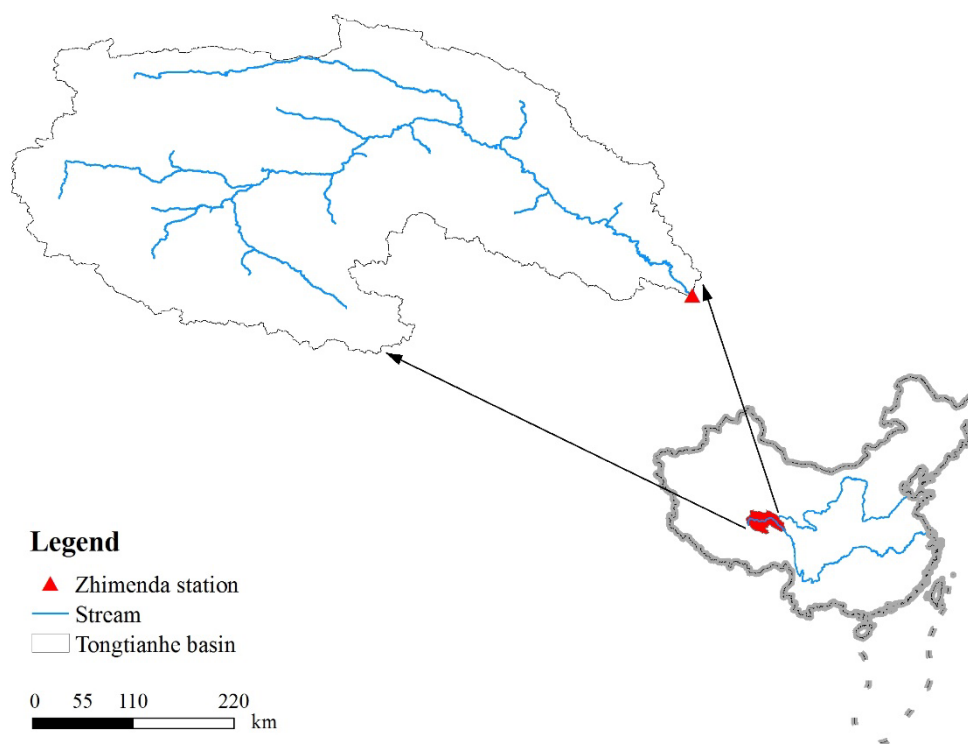 Legend
Zhimenda station
Stream
Tongtianhe basin
0 55 110 220
km